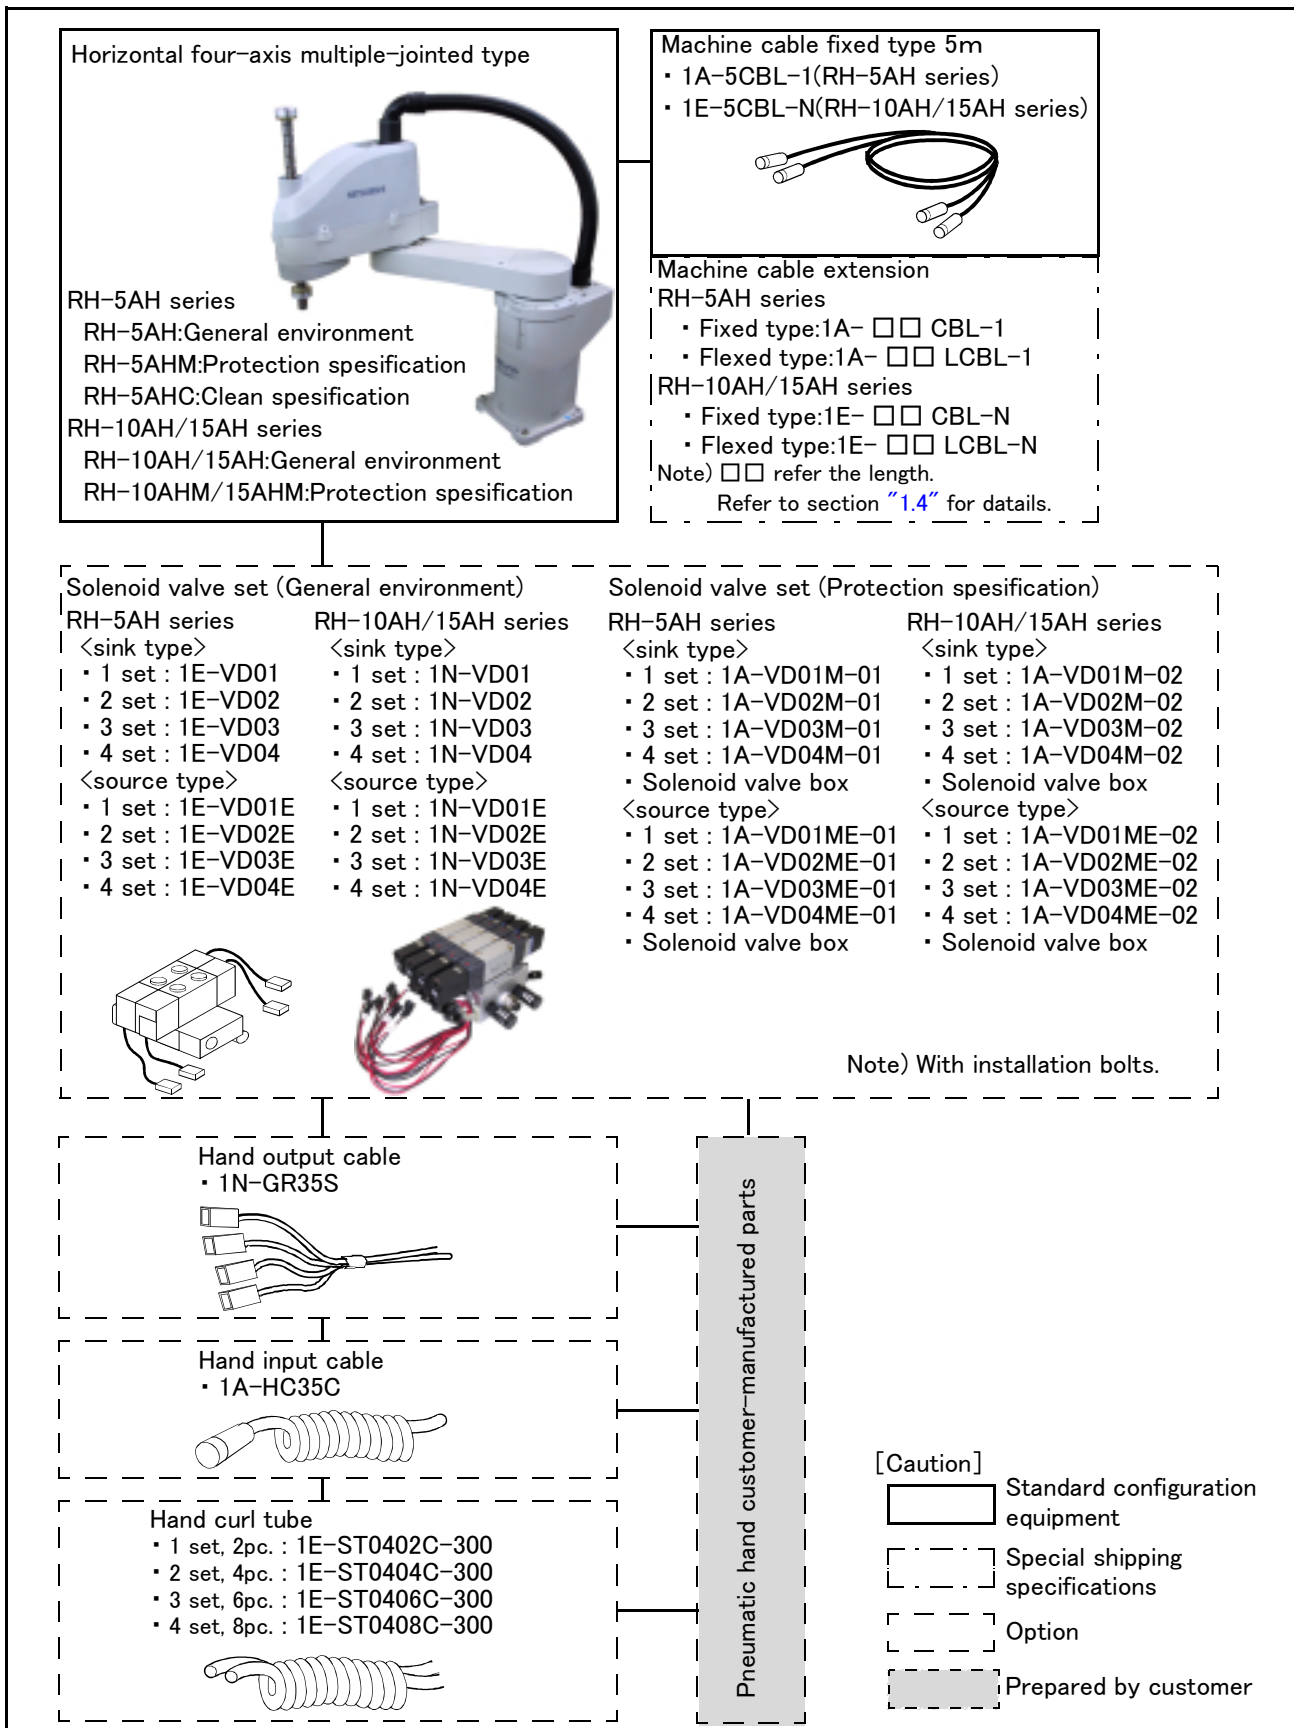 Horizontal four-axis multiple-jointed type
MITSUBISHI
RH-5AH series
RH-5AH:General environment
RH-5AHM:Protection spesification
RH-5AHC:Clean spesification
RH-10AH/15AH series
RH-10AH/15AH:General environment
RH-10AHM/15AHM:Protection spesification
Machine cable fixed type 5m
・1A-5CBL-1(RH-5AH series)
・1E-5CBL-N(RH-10AH/15AH series)
Machine cable extension
RH-5AH series
・Fixed type:1A- □□ CBL-1
・Flexed type:1A- □□ LCBL-1
RH-10AH/15AH series
・Fixed type:1E- □□ CBL-N
・Flexed type:1E- □□ LCBL-N
Note) □□ refer the length.
Refer to section "1.4" for datails.
Solenoid valve set (General environment)
RH-5AH series
<sink type>
・1 set : 1E-VD01
・2 set : 1E-VD02
・3 set : 1E-VD03
・4 set : 1E-VD04
<source type>
・1 set : 1E-VD01E
・2 set : 1E-VD02E
・3 set : 1E-VD03E
・4 set : 1E-VD04E
RH-10AH/15AH series
<sink type>
・1 set : 1N-VD01
・2 set : 1N-VD02
・3 set : 1N-VD03
・4 set : 1N-VD04
<source type>
・1 set : 1N-VD01E
・2 set : 1N-VD02E
・3 set : 1N-VD03E
・4 set : 1N-VD04E
Solenoid valve set (Protection spesification)
RH-5AH series
<sink type>
・1 set : 1A-VD01M-01
・2 set : 1A-VD02M-01
・3 set : 1A-VD03M-01
・4 set : 1A-VD04M-01
・Solenoid valve box
<source type>
・1 set : 1A-VD01ME-01
・2 set : 1A-VD02ME-01
・3 set : 1A-VD03ME-01
・4 set : 1A-VD04ME-01
・Solenoid valve box
RH-10AH/15AH series
<sink type>
・1 set : 1A-VD01M-02
・2 set : 1A-VD02M-02
・3 set : 1A-VD03M-02
・4 set : 1A-VD04M-02
・Solenoid valve box
<source type>
・1 set : 1A-VD01ME-02
・2 set : 1A-VD02ME-02
・3 set : 1A-VD03ME-02
・4 set : 1A-VD04ME-02
・Solenoid valve box
Note) With installation bolts.
Hand output cable
・1N-GR35S
Hand input cable
・1A-HC35C
Hand curl tube
・1 set, 2pc. : 1E-ST0402C-300
・2 set, 4pc. : 1E-ST0404C-300
・3 set, 6pc. : 1E-ST0406C-300
・4 set, 8pc. : 1E-ST0408C-300
Pneumatic hand customer-manufactured parts
[Caution]
Standard configuration
equipment
Special shipping
specifications
Option
Prepared by customer